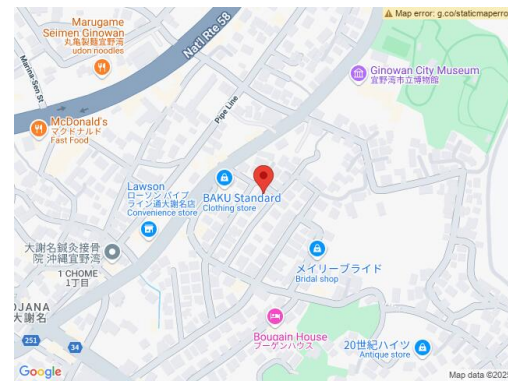 Map error: g.co/staticmaperro
Marugame
Seimen Ginowan
丸亀製麺宜野湾
udon noodles
Nat'l Rte 58
Marina-Sen St
Ginowan City Museum
宜野湾市立博物館
McDonald's
マクドナルド
Fast Food
Pipe Line
Lawson
ローソン パイプ
ライン通大謝名店
Convenience store
BAKU Standard
Clothing store
大謝名鍼灸接骨
院 沖縄宜野湾
メイリーブライド
Bridal shop
1 CHOME
1丁目
OJANA
大謝名
251
34
Bougain House
ブーゲンハウス
20世紀ハイツ
Antique store
Google
Map data ©2025